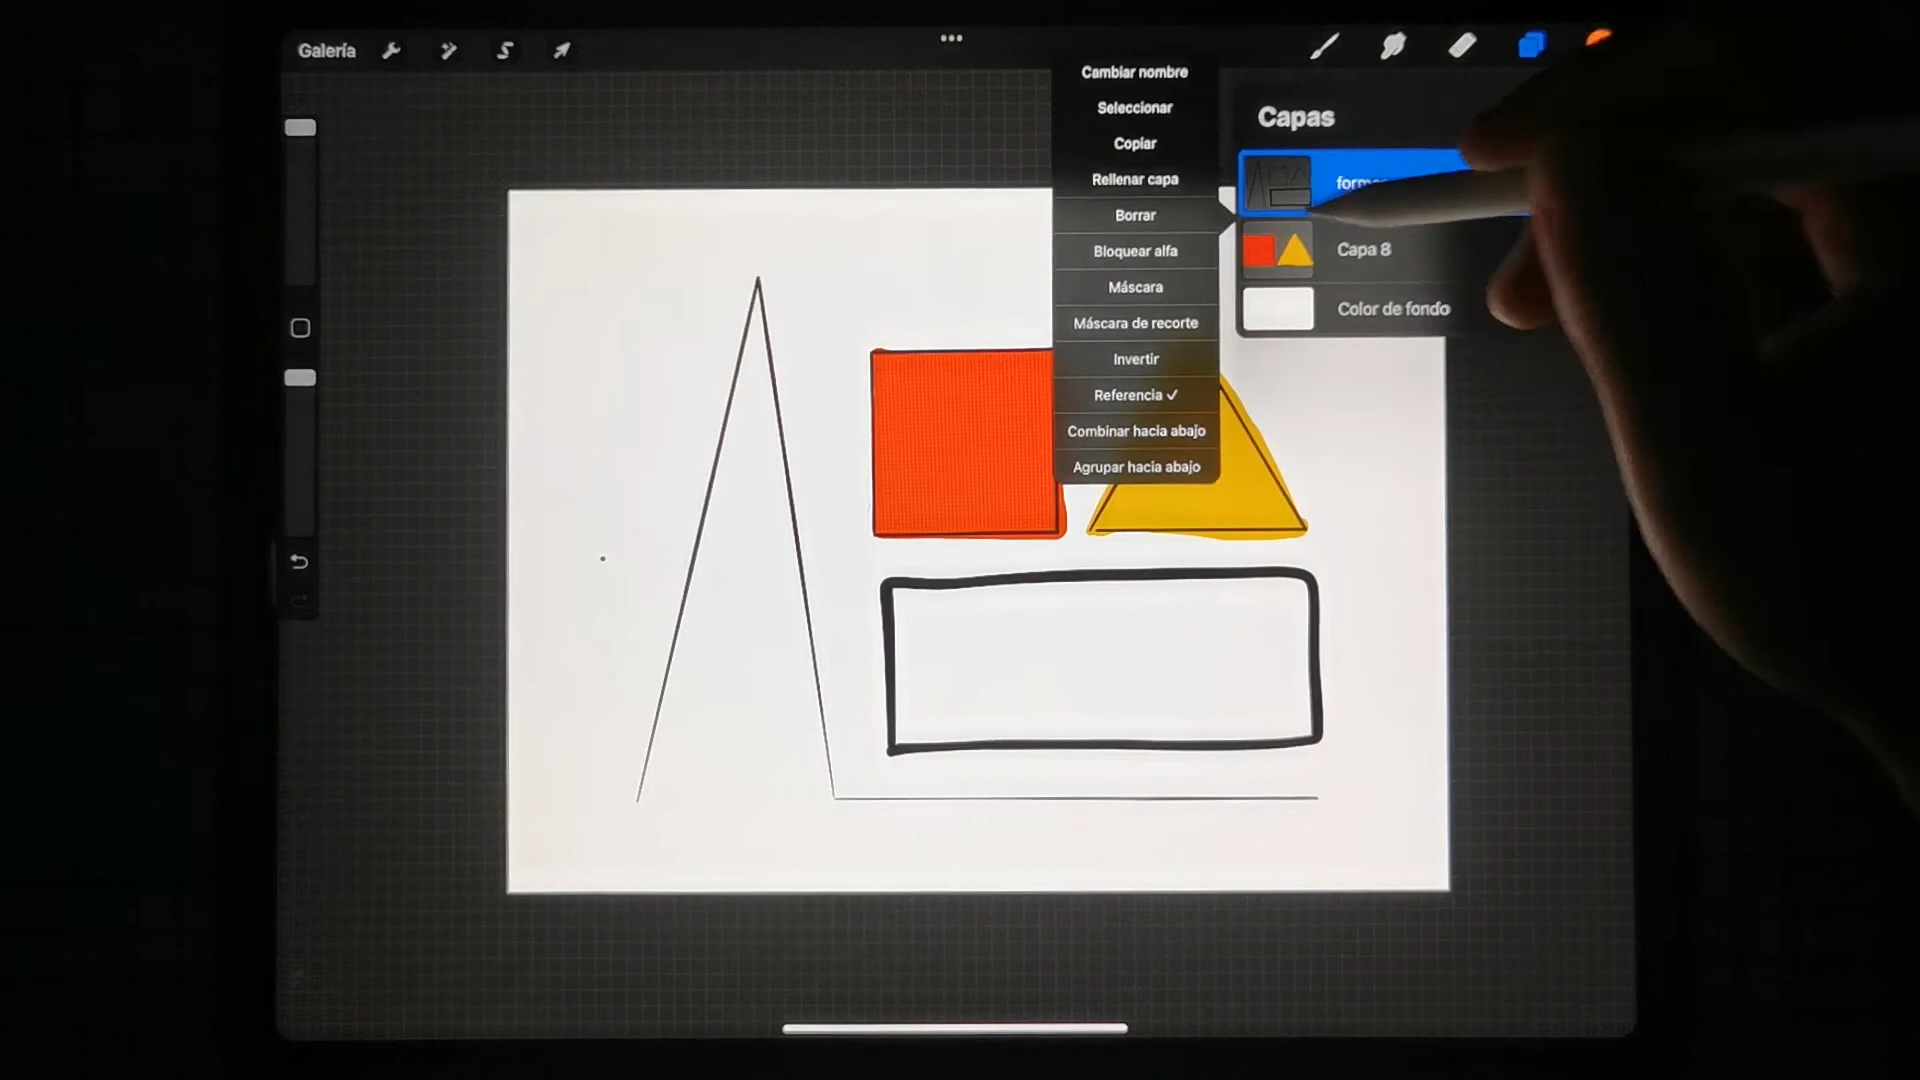 Galería
Cambiar nombre
Seleccionar
Copiar
Rellenar capa
Borrar
Bloquear alfa
Máscara
Máscara de recorte
Invertir
Referencia ✓
Combinar hacia abajo
Agrupar hacia abajo
Capas
Capa 8
Color de fondo